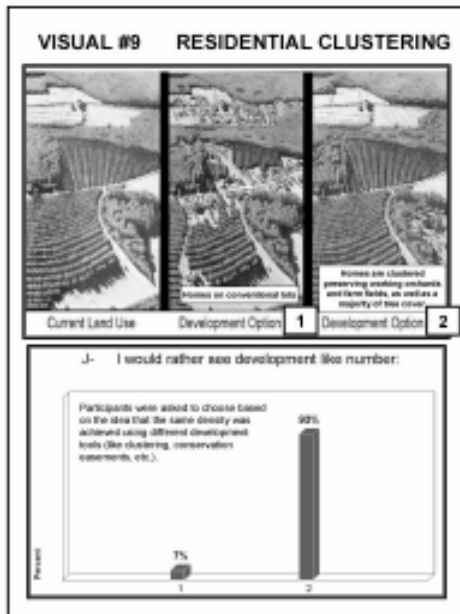 VISUAL #9 RESIDENTIAL CLUSTERING
Homes on conventional lots
Homes are clustered
preserving working orchards
and farm fields, as well as a
majority of tree cover.
Current Land Use
Development Option 1
Development Option 2
J- I would rather see development like number:
Participants were asked to choose based
on the idea that the same density was
achieved using different development
tools (like clustering, conservation
easements, etc.).
93%
7%
Percent
1 2